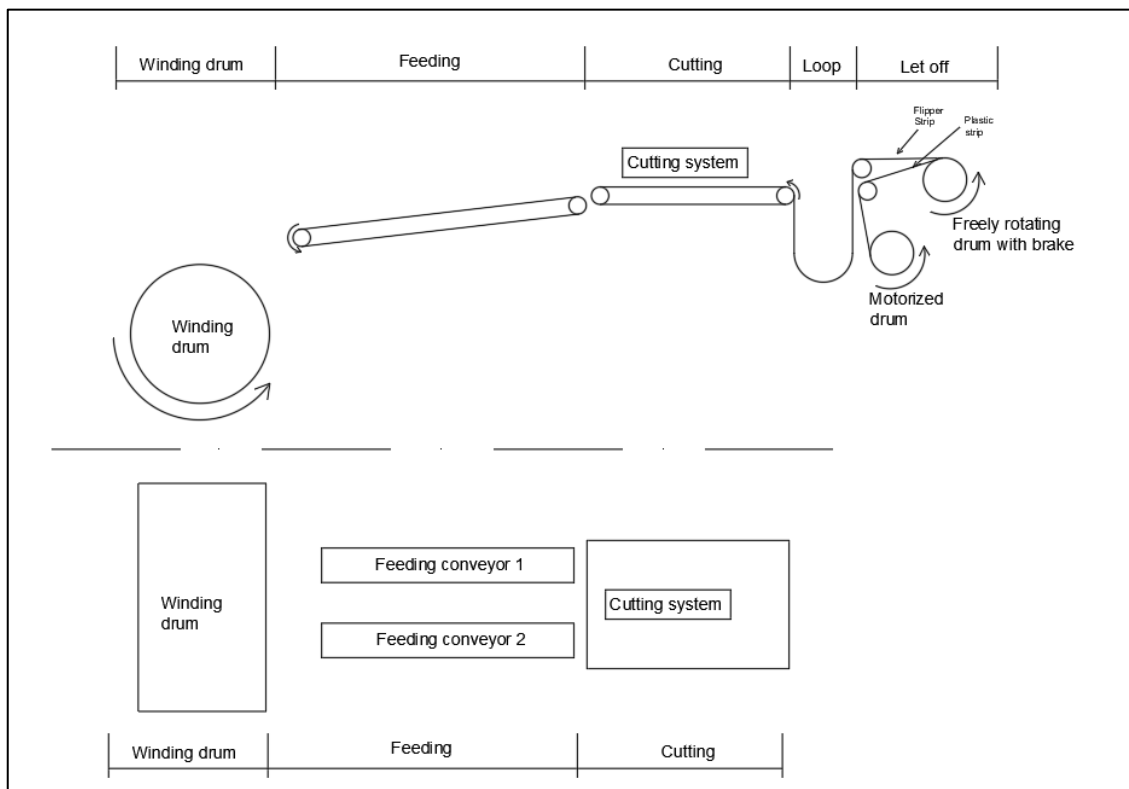 Winding drum
Feeding
Cutting
Loop
Let off
Flipper
Strip
Plastic
strip
Cutting system
Freely rotating
drum with brake
Motorized
drum
Winding
drum
Feeding conveyor 1
Winding
drum
Cutting system
Feeding conveyor 2
Winding drum
Feeding
Cutting